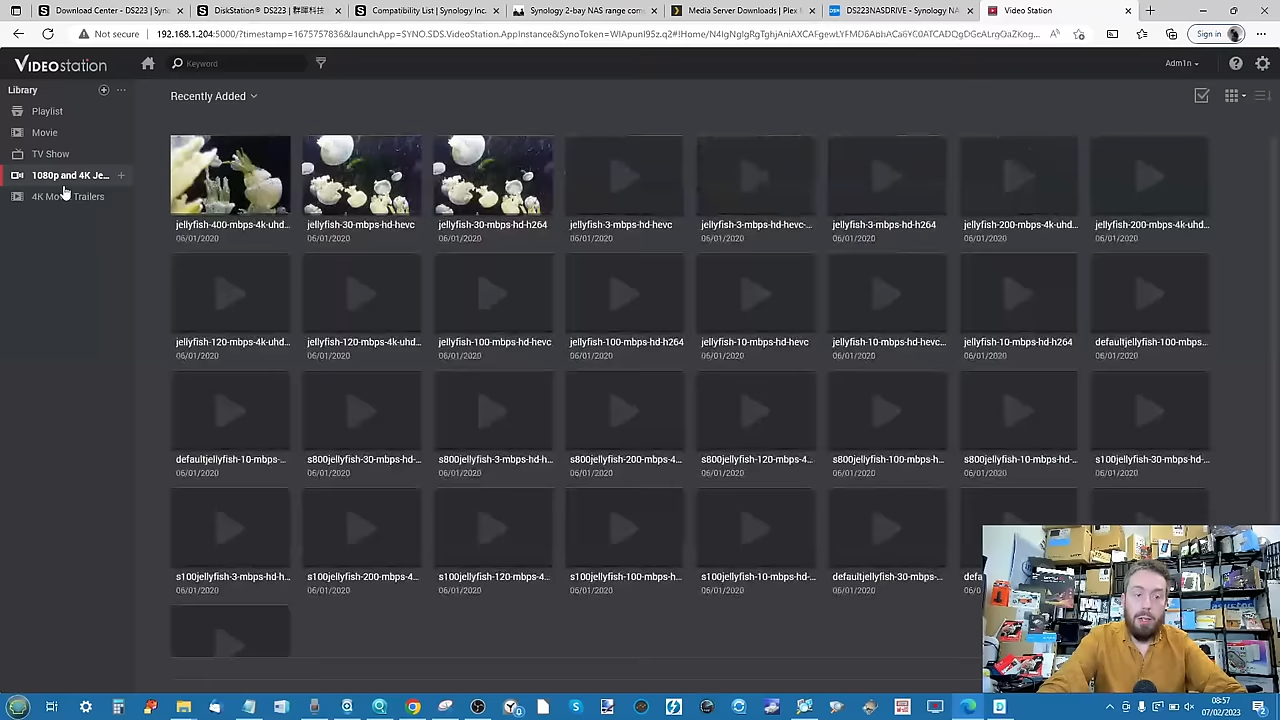 Download Center - DS223 | Sync
DiskStation® DS223 | 群暉科技
Compatibility List | Synology Inc.
Synology 2-bay NAS range com
Media Server Downloads | Plex M
DS223NASDRIVE - Synology NA
Video Station
Not secure
Sign in
VIDEOstation
Keyword
Adm1n
Library
Playlist
Movie
TV Show
1080p and 4K Je...
Recently Added
jellyfish-400-mbps-4k-uhd... jellyfish-30-mbps-hd-hevc jellyfish-30-mbps-hd-h264 jellyfish-3-mbps-hd-hevc jellyfish-3-mbps-hd-hevc-... jellyfish-3-mbps-hd-h264 jellyfish-200-mbps-4k-uhd... jellyfish-200-mbps-4k-uhd...
06/01/2020 06/01/2020 06/01/2020 06/01/2020 06/01/2020 06/01/2020 06/01/2020 06/01/2020
jellyfish-120-mbps-4k-uhd... jellyfish-120-mbps-4k-uhd... jellyfish-100-mbps-hd-hevc jellyfish-100-mbps-hd-h264 jellyfish-10-mbps-hd-hevc jellyfish-10-mbps-hd-hevc... jellyfish-10-mbps-hd-h264 defaultjellyfish-100-mbps...
06/01/2020 06/01/2020 06/01/2020 06/01/2020 06/01/2020 06/01/2020 06/01/2020 06/01/2020
defaultjellyfish-10-mbps-... s800jellyfish-30-mbps-hd-... s800jellyfish-3-mbps-hd-h... s800jellyfish-200-mbps-4... s800jellyfish-120-mbps-4... s800jellyfish-100-mbps-h... s800jellyfish-10-mbps-hd-... s100jellyfish-30-mbps-hd-...
06/01/2020 06/01/2020 06/01/2020 06/01/2020 06/01/2020 06/01/2020 06/01/2020 06/01/2020
s100jellyfish-3-mbps-hd-h... s100jellyfish-200-mbps-4... s100jellyfish-120-mbps-4... s100jellyfish-100-mbps-h... s100jellyfish-10-mbps-hd-... defaultjellyfish-30-mbps-...
06/01/2020 06/01/2020 06/01/2020 06/01/2020 06/01/2020 06/01/2020
4K Trailers
08:57
07/02/2023